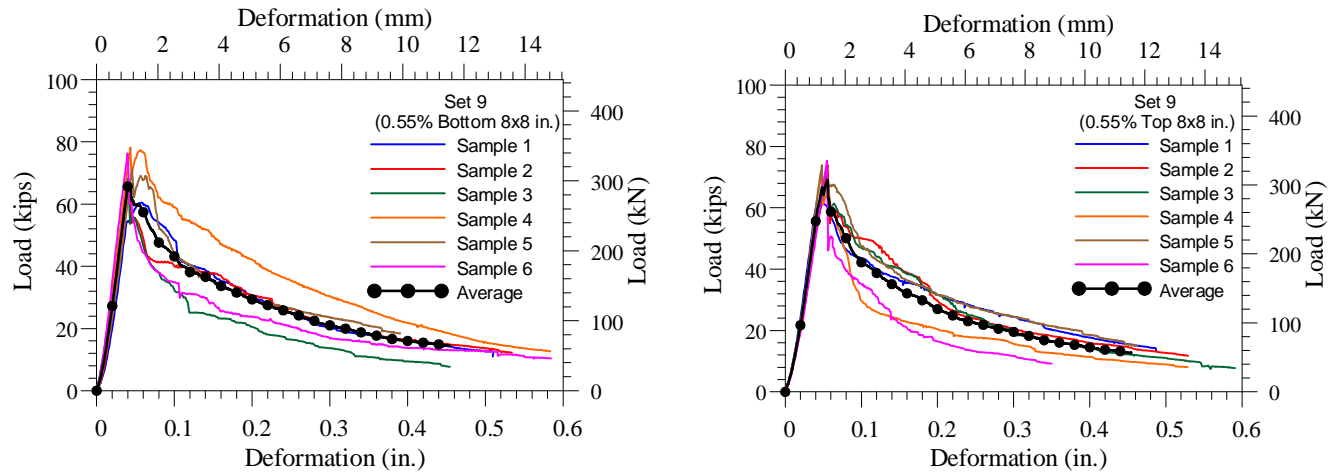 Deformation (mm)
0 2 4 6 8 10 12 14
100
80
60
40
20
0
Load (kips)
Set 9
(0.55% Bottom 8x8 in.)
Sample 1
Sample 2
Sample 3
Sample 4
Sample 5
Sample 6
Average
400
300
200
100
0
Load (kN)
0 0.1 0.2 0.3 0.4 0.5 0.6
Deformation (in.)
Deformation (mm)
0 2 4 6 8 10 12 14
100
80
60
40
20
0
Load (kips)
Set 9
(0.55% Top 8x8 in.)
Sample 1
Sample 2
Sample 3
Sample 4
Sample 5
Sample 6
Average
400
300
200
100
0
Load (kN)
0 0.1 0.2 0.3 0.4 0.5 0.6
Deformation (in.)